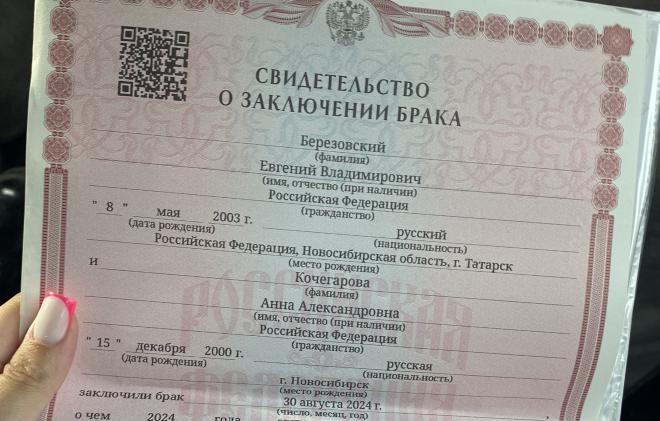 СВИДЕТЕЛЬСТВО
О ЗАКЛЮЧЕНИИ БРАКА
Березовский
(фамилия)
Евгений Владимирович
(имя, отчество (при наличии)
Российская Федерация
(гражданство)
" 8 " мая 2003 г. русский
(дата рождения) (национальность)
Российская Федерация, Новосибирская область, г. Татарск
(место рождения)
и Кочегарова
(фамилия)
Анна Александровна
(имя, отчество (при наличии)
Российская Федерация
(гражданство)
" 15 " декабря 2000 г. русская
(дата рождения) (национальность)
г. Новосибирск
(место рождения)
заключили брак 30 августа 2024 г.
(число, месяц, год)
о чем 2024 года
РОССИЙСКАЯ